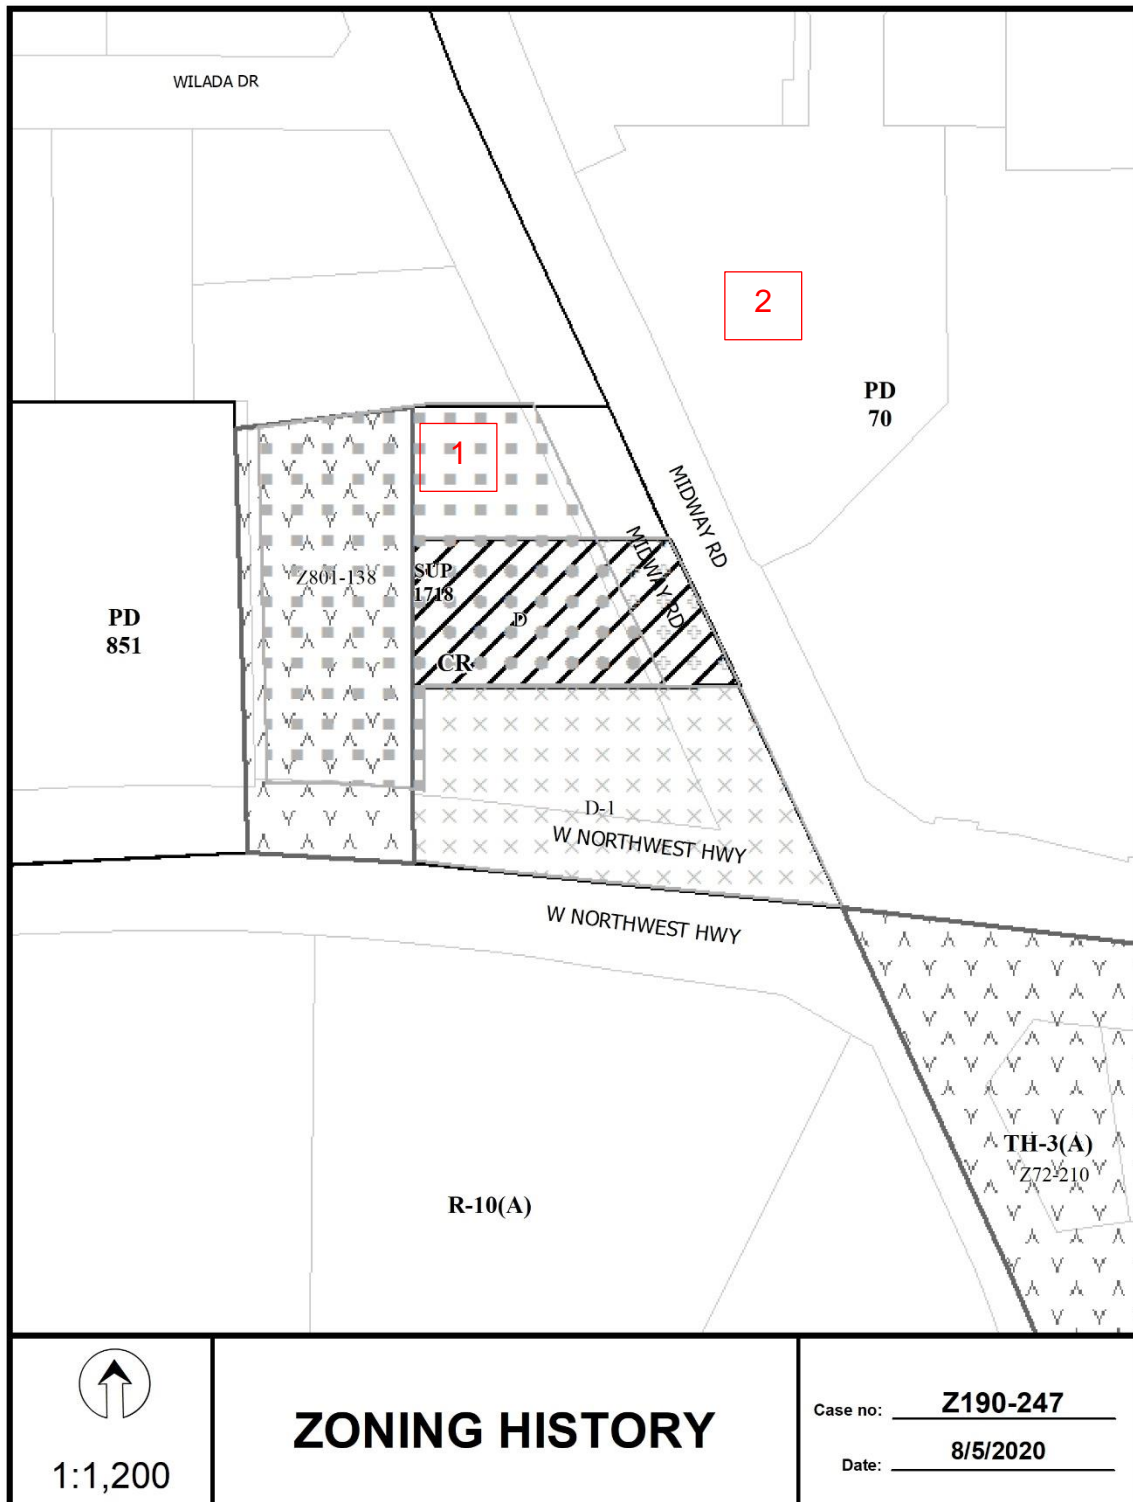 WILADA DR
2
PD
70
1
MIDWAY RD
MIDWAY RD
SUP
1718
Z801-138
D
PD
851
CR
D-1
W NORTHWEST HWY
W NORTHWEST HWY
TH-3(A)
Z72-210
R-10(A)
1:1,200
ZONING HISTORY
Case no: Z190-247
Date: 8/5/2020